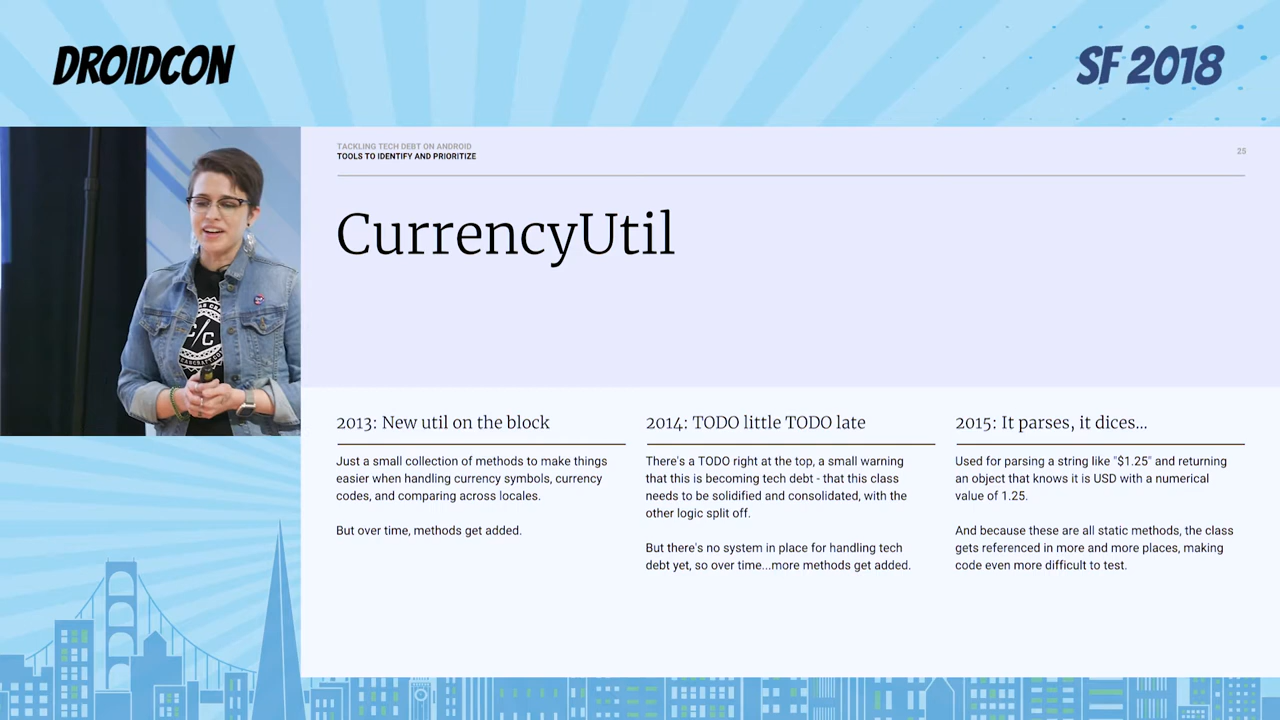 DROIDCON
SF 2018
TACKLING TECH DEBT ON ANDROID
TOOLS TO IDENTIFY AND PRIORITIZE
25
CurrencyUtil
2013: New util on the block
Just a small collection of methods to make things
easier when handling currency symbols, currency
codes, and comparing across locales.
But over time, methods get added.
2014: TODO little TODO late
There's a TODO right at the top, a small warning
that this is becoming tech debt - that this class
needs to be solidified and consolidated, with the
other logic split off.
But there's no system in place for handling tech
debt yet, so over time...more methods get added.
2015: It parses, it dices...
Used for parsing a string like "$1.25" and returning
an object that knows it is USD with a numerical
value of 1.25.
And because these are all static methods, the class
gets referenced in more and more places, making
code even more difficult to test.
C/C